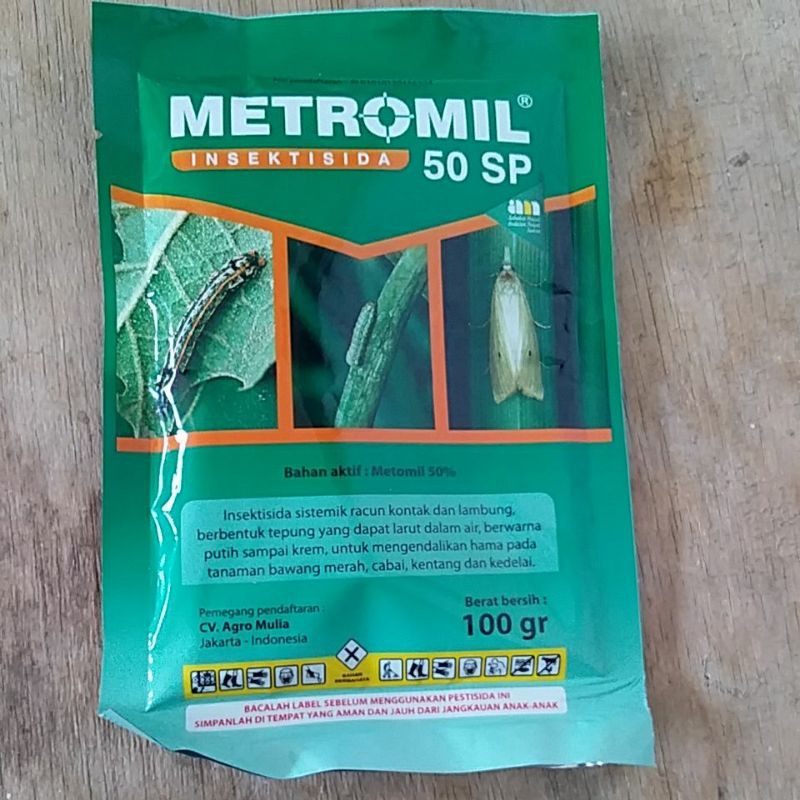 METROMIL®
INSEKTISIDA
50 SP
an
Bahan aktif : Metomil 50%
Insektisida sistemik racun kontak dan lambung,
berbentuk tepung yang dapat larut dalam air, berwarna
putih sampai krem, untuk mengendalikan hama pada
tanaman bawang merah, cabai, kentang dan kedelai.
Pemegang pendaftaran :
CV. Agro Mulia
Jakarta - Indonesia
Berat bersih :
100 gr
BAHAN
BERBAHAYA
BACALAH LABEL SEBELUM MENGGUNAKAN PESTISIDA INI
SIMPANLAH DI TEMPAT YANG AMAN DAN JAUH DARI JANGKAUAN ANAK-ANAK